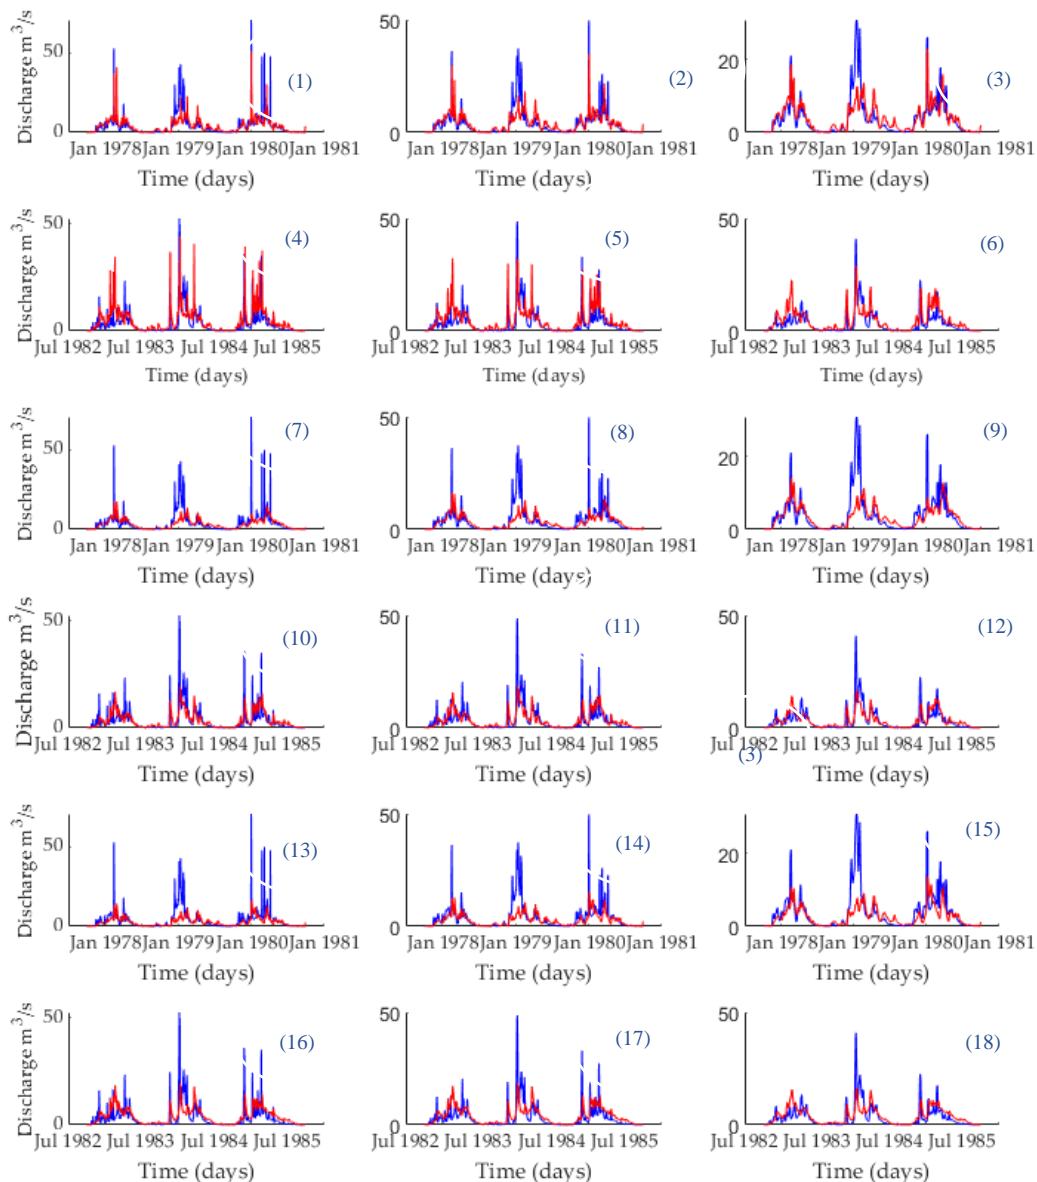 Discharge m³/s
50
0
(1)
Jan 1978 Jan 1979 Jan 1980 Jan 1981
Time (days)
50
0
(2)
Jan 1978 Jan 1979 Jan 1980 Jan 1981
Time (days)
20
0
(3)
Jan 1978 Jan 1979 Jan 1980 Jan 1981
Time (days)
Discharge m³/s
50
0
(4)
Jul 1982 Jul 1983 Jul 1984 Jul 1985
Time (days)
50
0
(5)
Jul 1982 Jul 1983 Jul 1984 Jul 1985
Time (days)
50
0
(6)
Jul 1982 Jul 1983 Jul 1984 Jul 1985
Time (days)
Discharge m³/s
50
0
(7)
Jan 1978 Jan 1979 Jan 1980 Jan 1981
Time (days)
50
0
(8)
Jan 1978 Jan 1979 Jan 1980 Jan 1981
Time (days)
20
0
(9)
Jan 1978 Jan 1979 Jan 1980 Jan 1981
Time (days)
Discharge m³/s
50
0
(10)
Jul 1982 Jul 1983 Jul 1984 Jul 1985
Time (days)
50
0
(11)
Jul 1982 Jul 1983 Jul 1984 Jul 1985
Time (days)
50
0
(12)
Jul 1982 Jul 1983 Jul 1984 Jul 1985
(3)
Time (days)
Discharge m³/s
50
0
(13)
Jan 1978 Jan 1979 Jan 1980 Jan 1981
Time (days)
50
0
(14)
Jan 1978 Jan 1979 Jan 1980 Jan 1981
Time (days)
20
0
(15)
Jan 1978 Jan 1979 Jan 1980 Jan 1981
Time (days)
Discharge m³/s
50
0
(16)
Jul 1982 Jul 1983 Jul 1984 Jul 1985
Time (days)
50
0
(17)
Jul 1982 Jul 1983 Jul 1984 Jul 1985
Time (days)
50
0
(18)
Jul 1982 Jul 1983 Jul 1984 Jul 1985
Time (days)